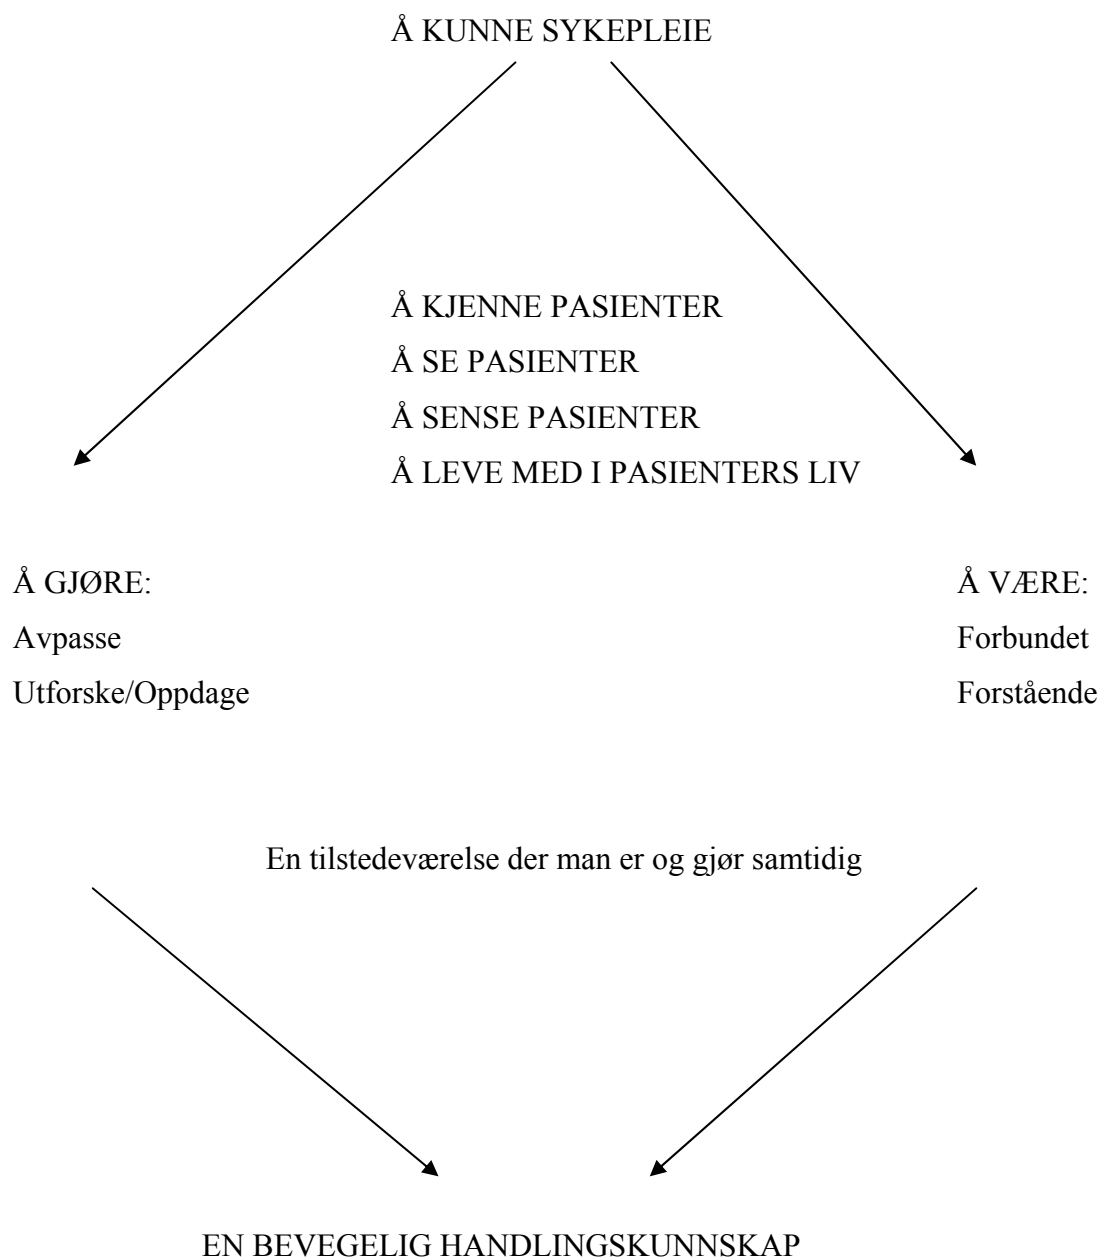 Å KUNNE SYKEPLEIE
Å KJENNE PASIENTER
Å SE PASIENTER
Å SENSE PASIENTER
Å LEVE MED I PASIENTERS LIV
Å GJØRE:
Avpasse
Utforske/Oppdage
Å VÆRE:
Forbundet
Forstående
En tilstedeværelse der man er og gjør samtidig
EN BEVEGELIG HANDLINGSKUNNSKAP